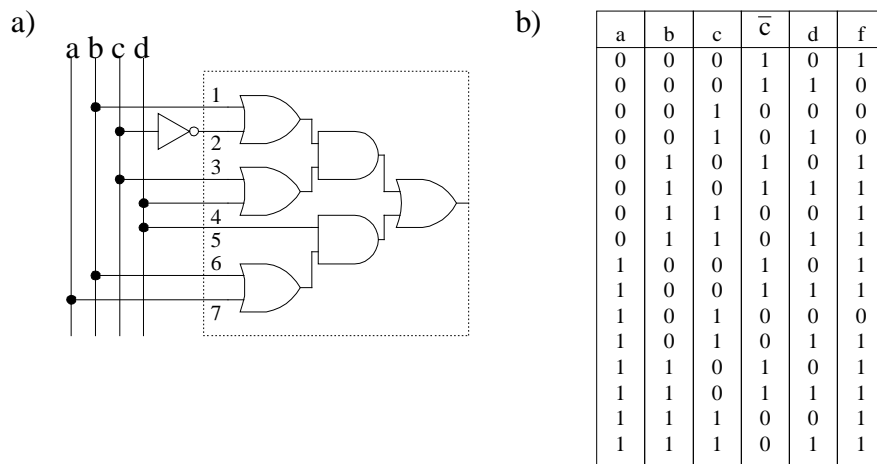 a)
a b c d
1
2
3
4
5
6
7
b)
a b c c̅ d f
0 0 0 1 0 1
0 0 0 1 1 0
0 0 1 0 0 0
0 0 1 0 1 0
0 1 0 1 0 1
0 1 0 1 1 1
0 1 1 0 0 1
0 1 1 0 1 1
1 0 0 1 0 1
1 0 0 1 1 1
1 0 1 0 0 0
1 0 1 0 1 1
1 1 0 1 0 1
1 1 0 1 1 1
1 1 1 0 0 1
1 1 1 0 1 1